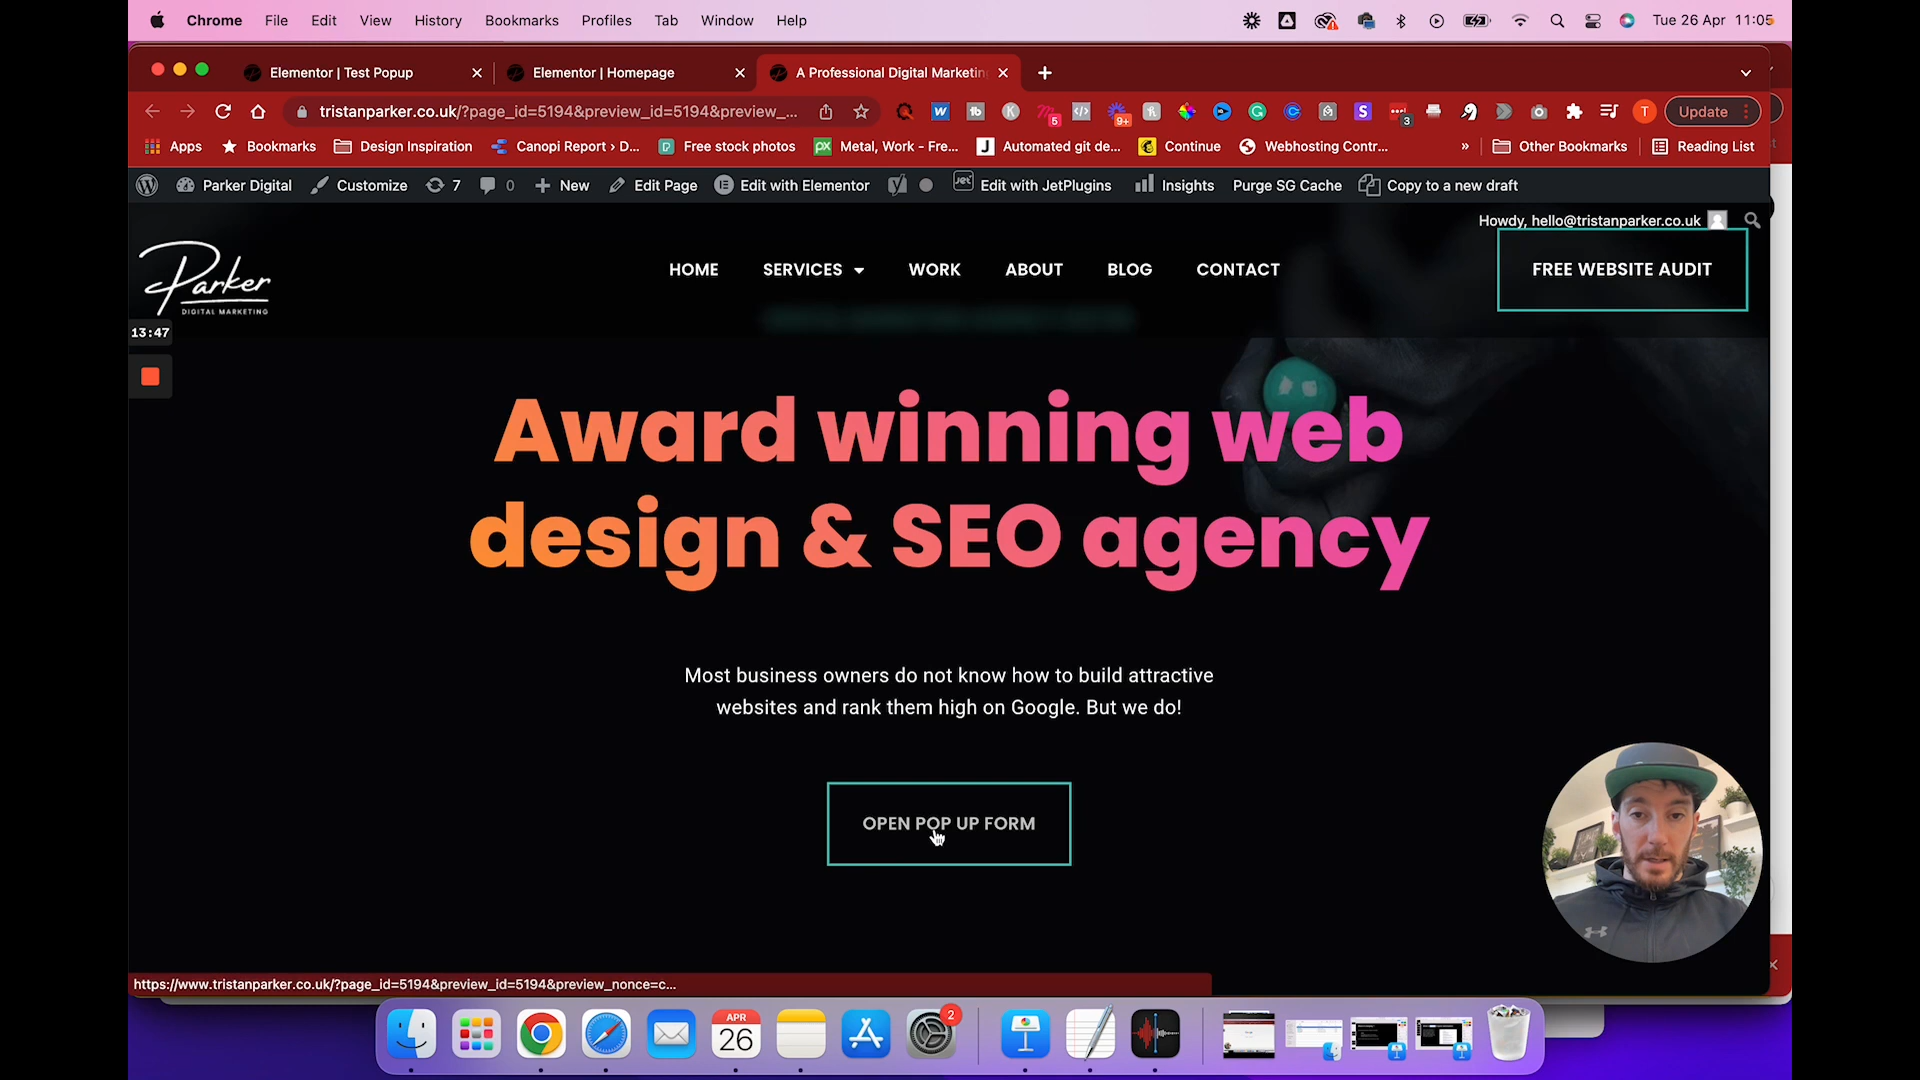 Chrome File Edit View History Bookmarks Profiles Tab Window Help
Tue 26 Apr 11:05
Elementor | Test Popup
Elementor | Homepage
A Professional Digital Marketin
tristanparker.co.uk/?page_id=5194&preview_id=5194&preview_...
5
9+
3
T
Update
Apps Bookmarks Design Inspiration Canopi Report › D... Free stock photos Metal, Work - Fre... Automated git de... Continue Webhosting Contr... » Other Bookmarks Reading List
Parker Digital Customize 7 0 New Edit Page Edit with Elementor Edit with JetPlugins Insights Purge SG Cache Copy to a new draft
Howdy, hello@tristanparker.co.uk
Parker
DIGITAL MARKETING
HOME SERVICES WORK ABOUT BLOG CONTACT
FREE WEBSITE AUDIT
13:47
Award winning web
design & SEO agency
Most business owners do not know how to build attractive
websites and rank them high on Google. But we do!
OPEN POP UP FORM
https://www.tristanparker.co.uk/?page_id=5194&preview_id=5194&preview_nonce=c...
APR
26
2